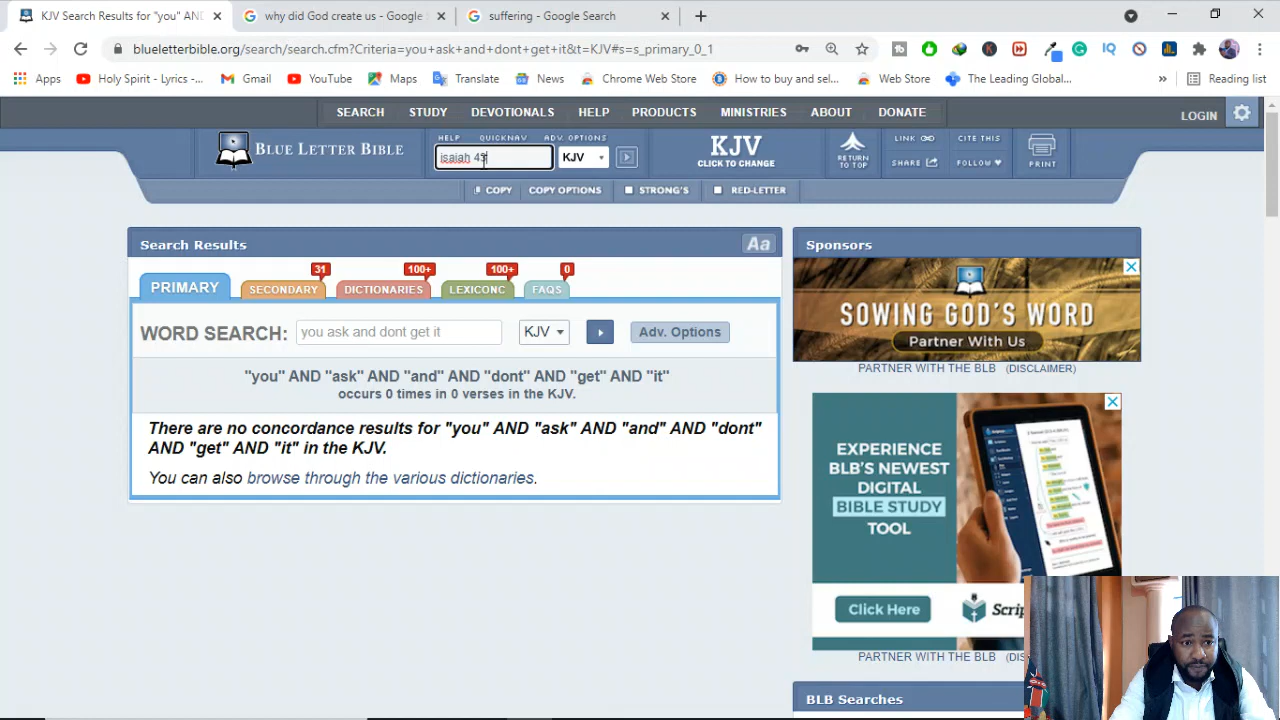 KJV Search Results for "you" AND
why did God create us - Google S
suffering - Google Search
blueletterbible.org/search/search.cfm?Criteria=you+ask+and+dont+get+it&t=KJV#s=s_primary_0_1
Apps
Holy Spirit - Lyrics -...
Gmail
YouTube
Maps
Translate
News
Chrome Web Store
How to Buy and sel...
Web Store
The Leading Global...
»
Reading list
SEARCH
STUDY
DEVOTIONALS
HELP
PRODUCTS
MINISTRIES
ABOUT
DONATE
LOGIN
BLUE LETTER BIBLE
HELP
QUICKNAV
ADV. OPTIONS
isaiah 43
KJV
KJV
CLICK TO CHANGE
RETURN
TO TOP
LINK
CITE THIS
SHARE
FOLLOW
PRINT
COPY
COPY OPTIONS
STRONG'S
RED-LETTER
Search Results
Aa
PRIMARY
31
SECONDARY
100+
DICTIONARIES
100+
LEXICONC
0
FAQS
WORD SEARCH:
you ask and dont get it
KJV
Adv. Options
"you" AND "ask" AND "and" AND "dont" AND "get" AND "it"
occurs 0 times in 0 verses in the KJV.
There are no concordance results for "you" AND "ask" AND "and" AND "dont"
AND "get" AND "it" in the KJV.
You can also browse through the various dictionaries.
Sponsors
SOWING GOD'S WORD
Partner With Us
PARTNER WITH THE BLB (DISCLAIMER)
EXPERIENCE
BLB'S NEWEST
DIGITAL
BIBLE STUDY
TOOL
Click Here
Scrip
PARTNER WITH THE BLB (DIS
BLB Searches